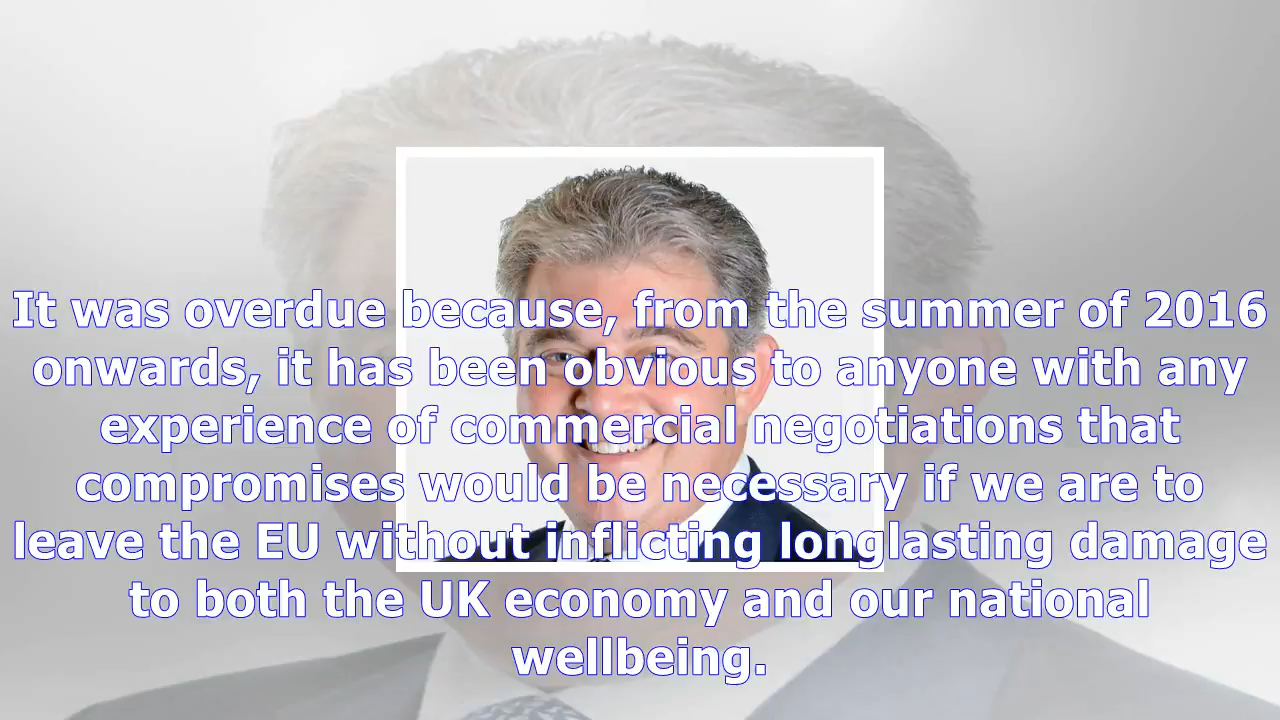 It was overdue because, from the summer of 2016
onwards, it has been obvious to anyone with any
experience of commercial negotiations that
compromises would be necessary if we are to
leave the EU without inflicting longlasting damage
to both the UK economy and our national
wellbeing.